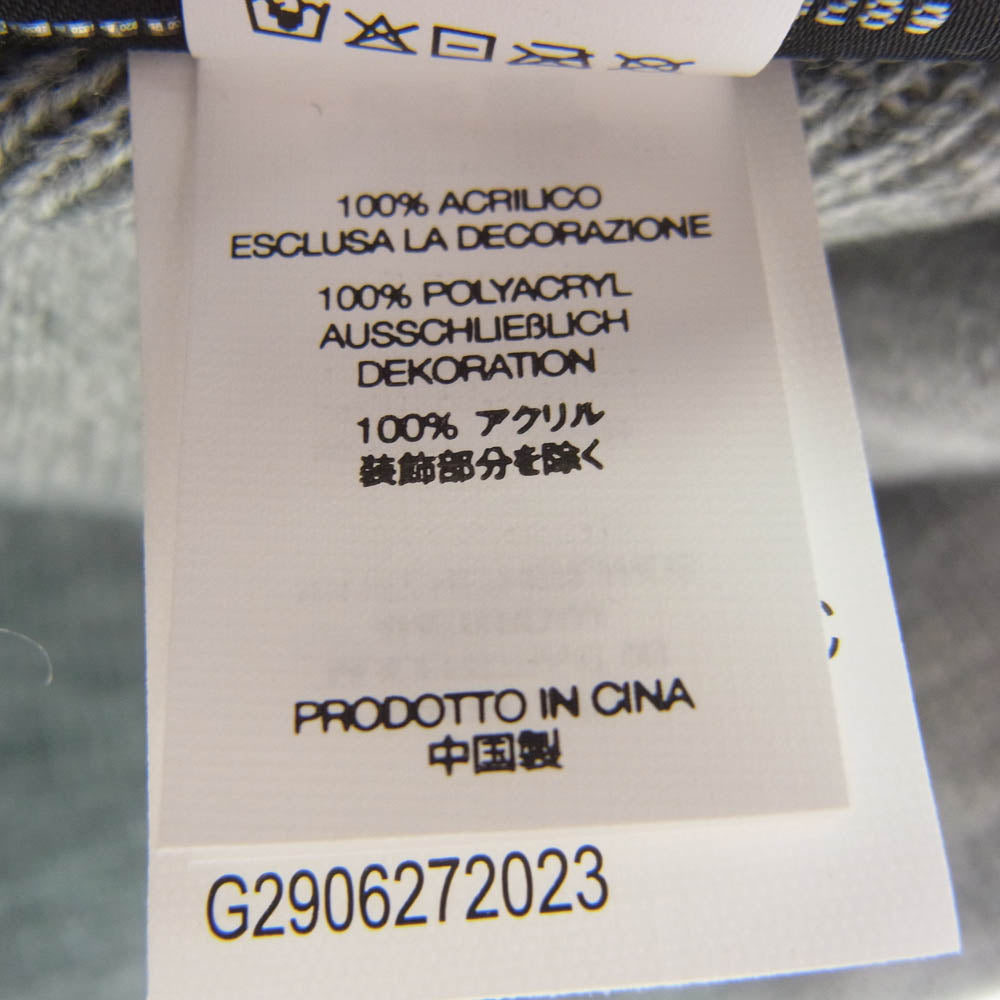 100% ACRILICO
ESCLUSA LA DECORAZIONE
100% POLYACRYL
AUSSCHLIEßLICH
DEKORATION
100% アクリル
装飾部分を除く
PRODOTTO IN CINA
中国製
G2906272023